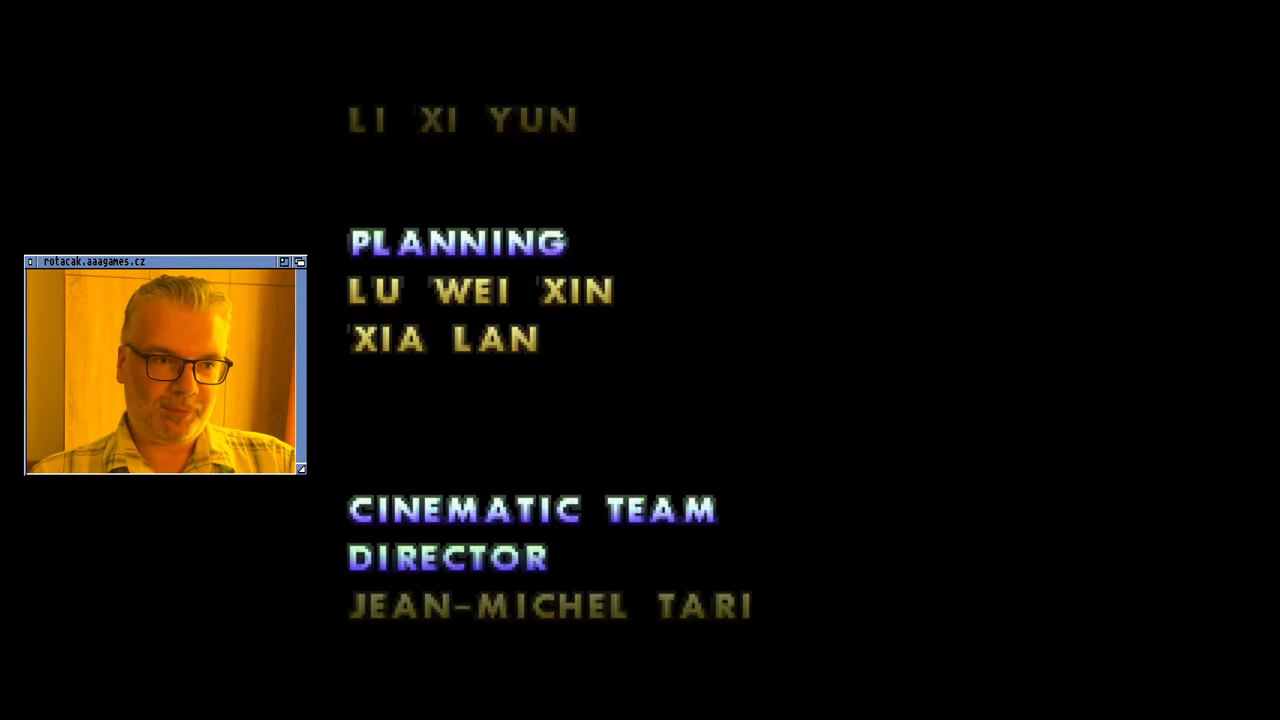 LI XI YUN
PLANNING
LU WEI XIN
XIA LAN
rotacak.aaagames.cz
CINEMATIC TEAM
DIRECTOR
JEAN-MICHEL TARI